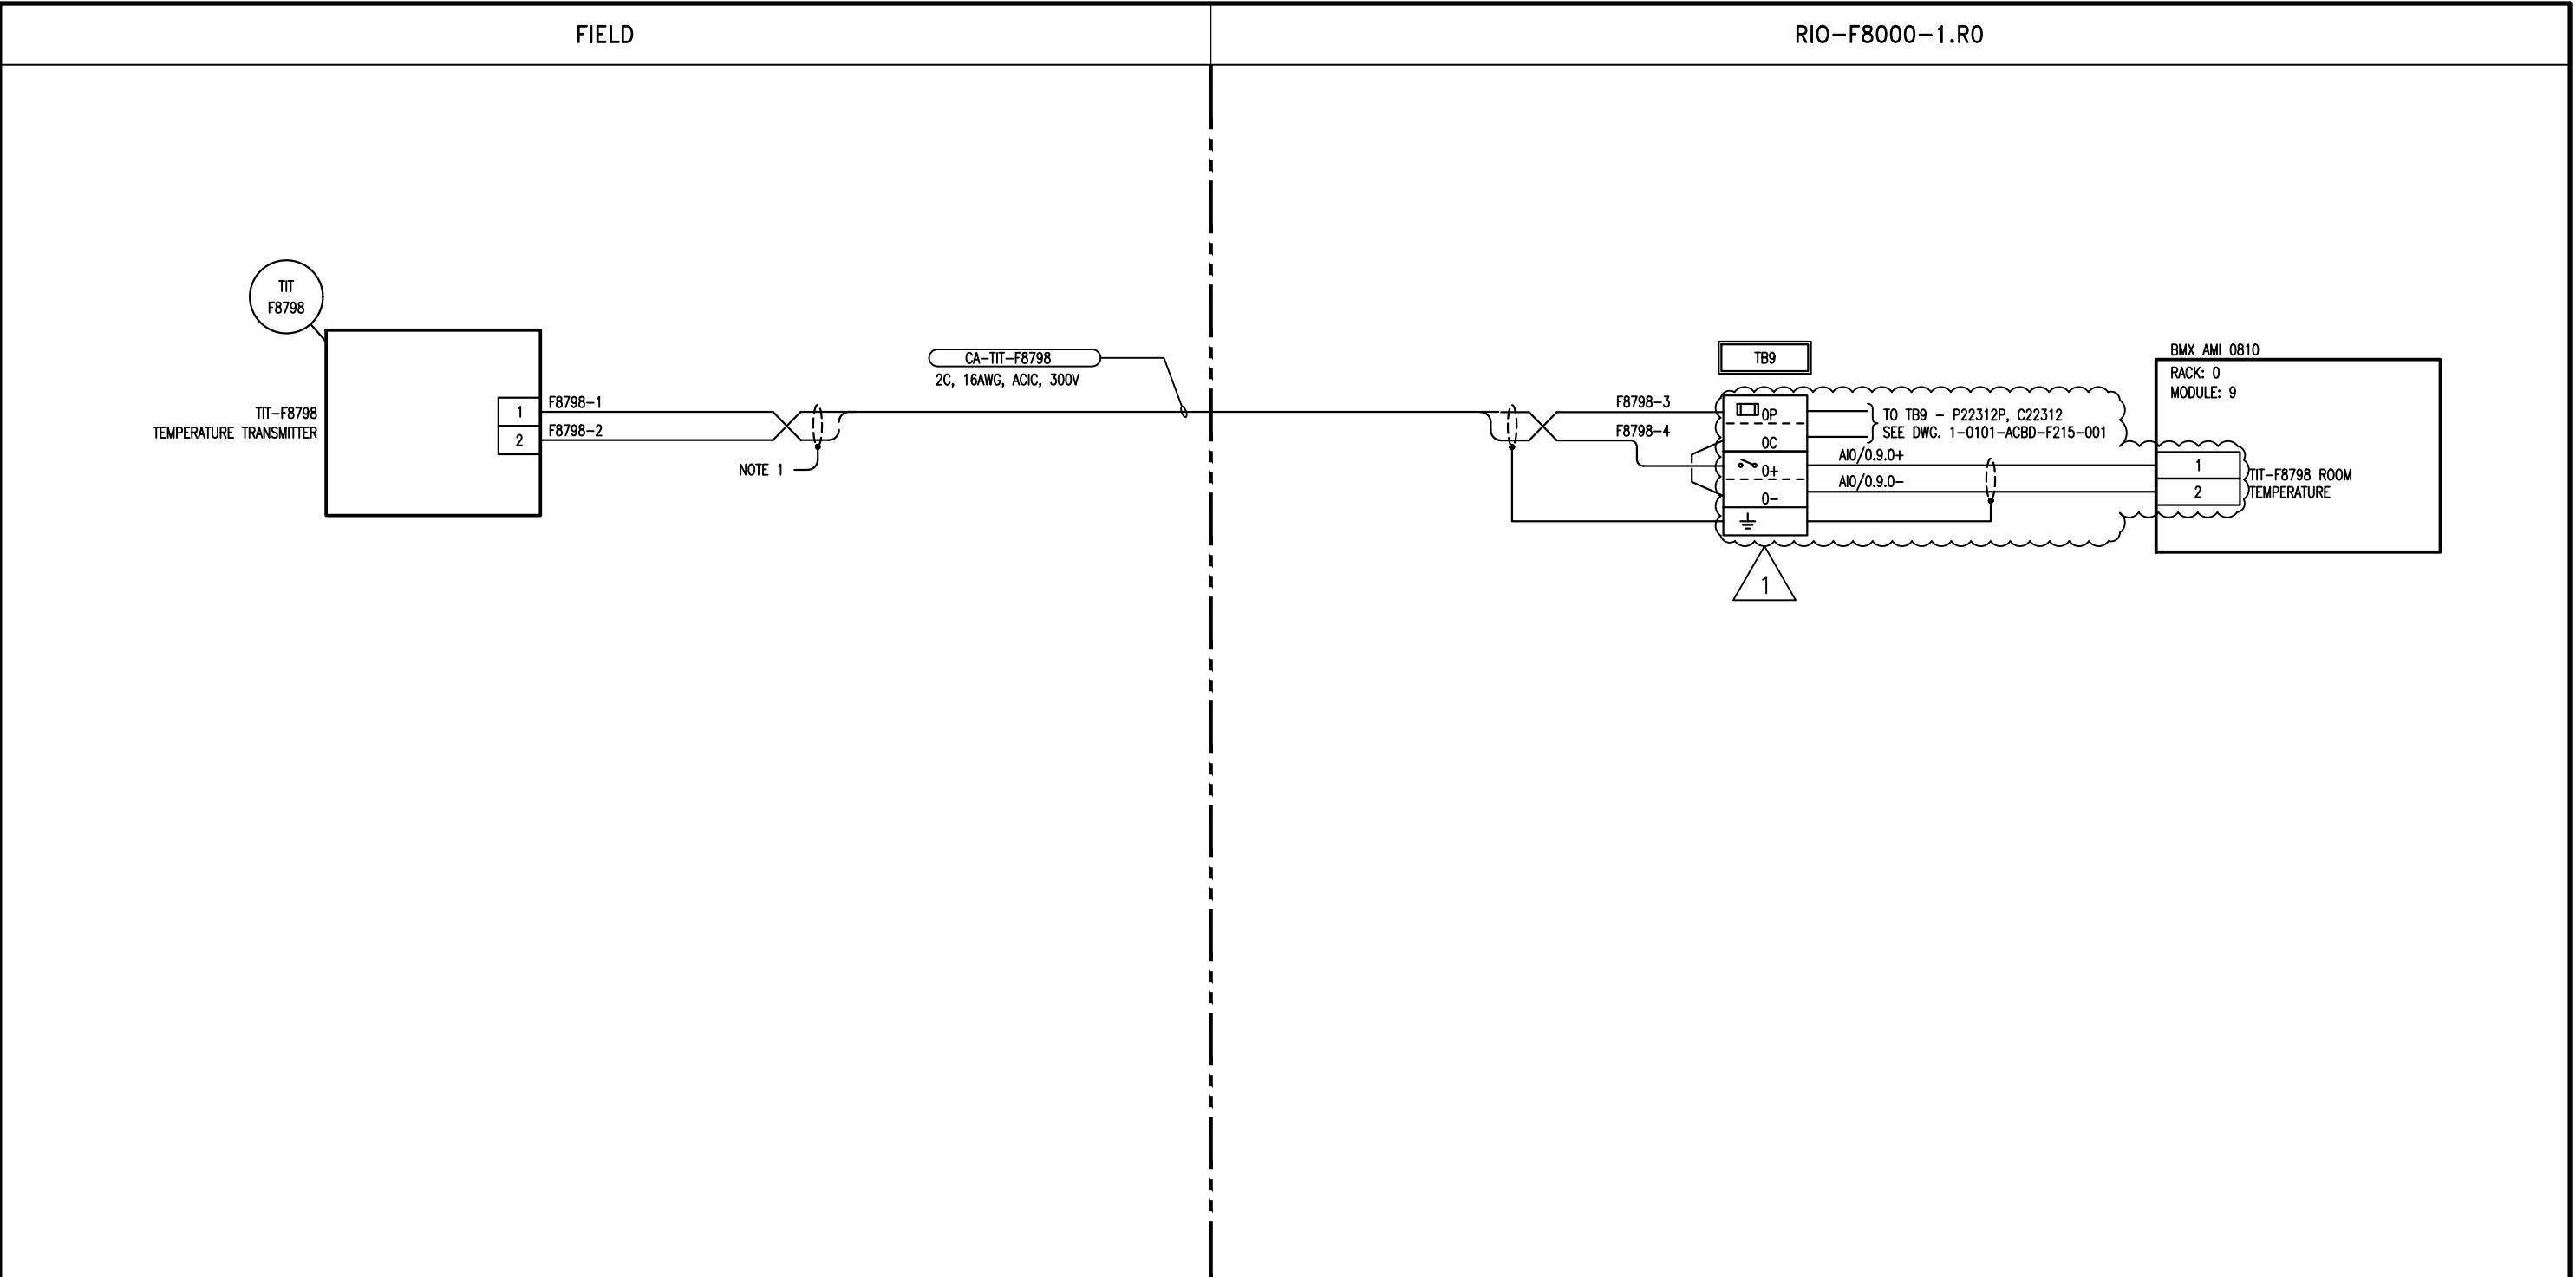 FIELD
RIO-F8000-1.R0
TIT
F8798
TIT-F8798
TEMPERATURE TRANSMITTER
1
2
F8798-1
F8798-2
NOTE 1
CA-TIT-F8798
2C, 16AWG, ACIC, 300V
F8798-3
F8798-4
TB9
0P
0C
0+
0-
1
TO TB9 - P22312P, C22312
SEE DWG. 1-0101-ACBD-F215-001
AI0/0.9.0+
AI0/0.9.0-
BMX AMI 0810
RACK: 0
MODULE: 9
1
2
TIT-F8798 ROOM
TEMPERATURE